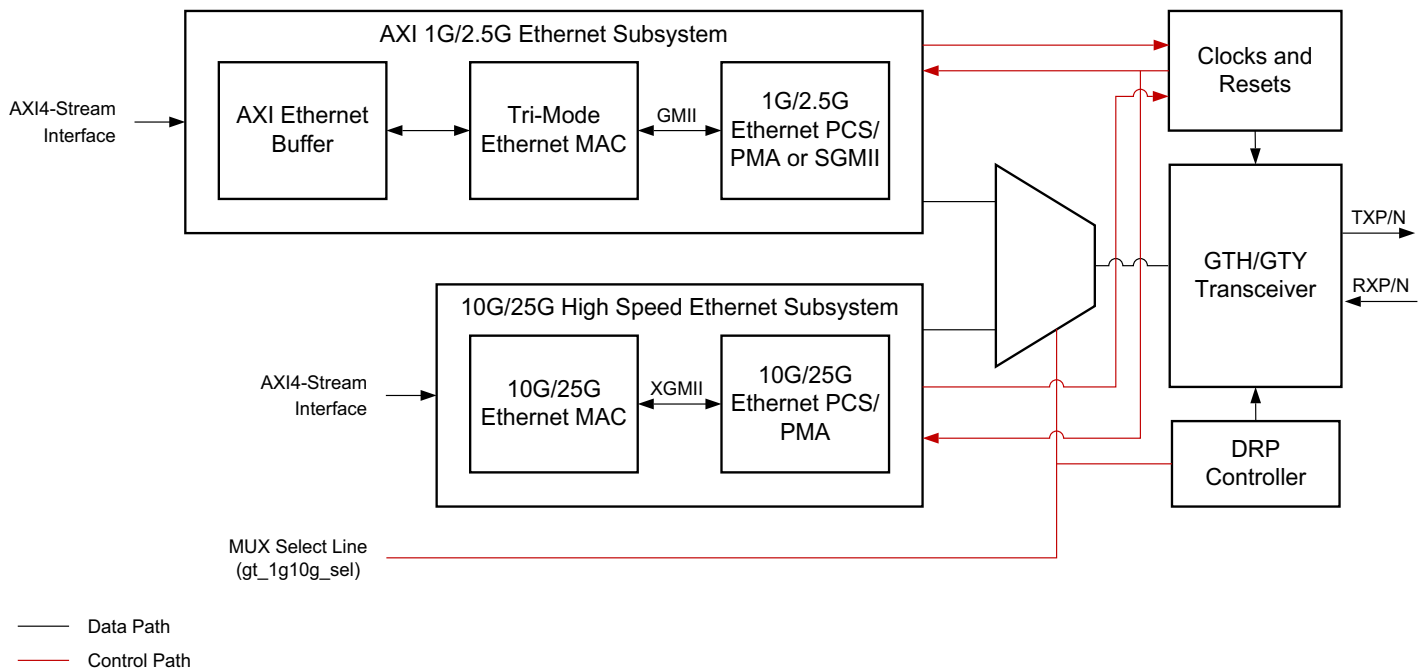 AXI 1G/2.5G Ethernet Subsystem
AXI4-Stream
Interface
AXI Ethernet
Buffer
Tri-Mode
Ethernet MAC
GMII
1G/2.5G
Ethernet PCS/
PMA or SGMII
Clocks and
Resets
GTH/GTY
Transceiver
TXP/N
RXP/N
10G/25G High Speed Ethernet Subsystem
AXI4-Stream
Interface
10G/25G
Ethernet MAC
XGMII
10G/25G
Ethernet PCS/
PMA
DRP
Controller
MUX Select Line
(gt_1g10g_sel)
Data Path
Control Path